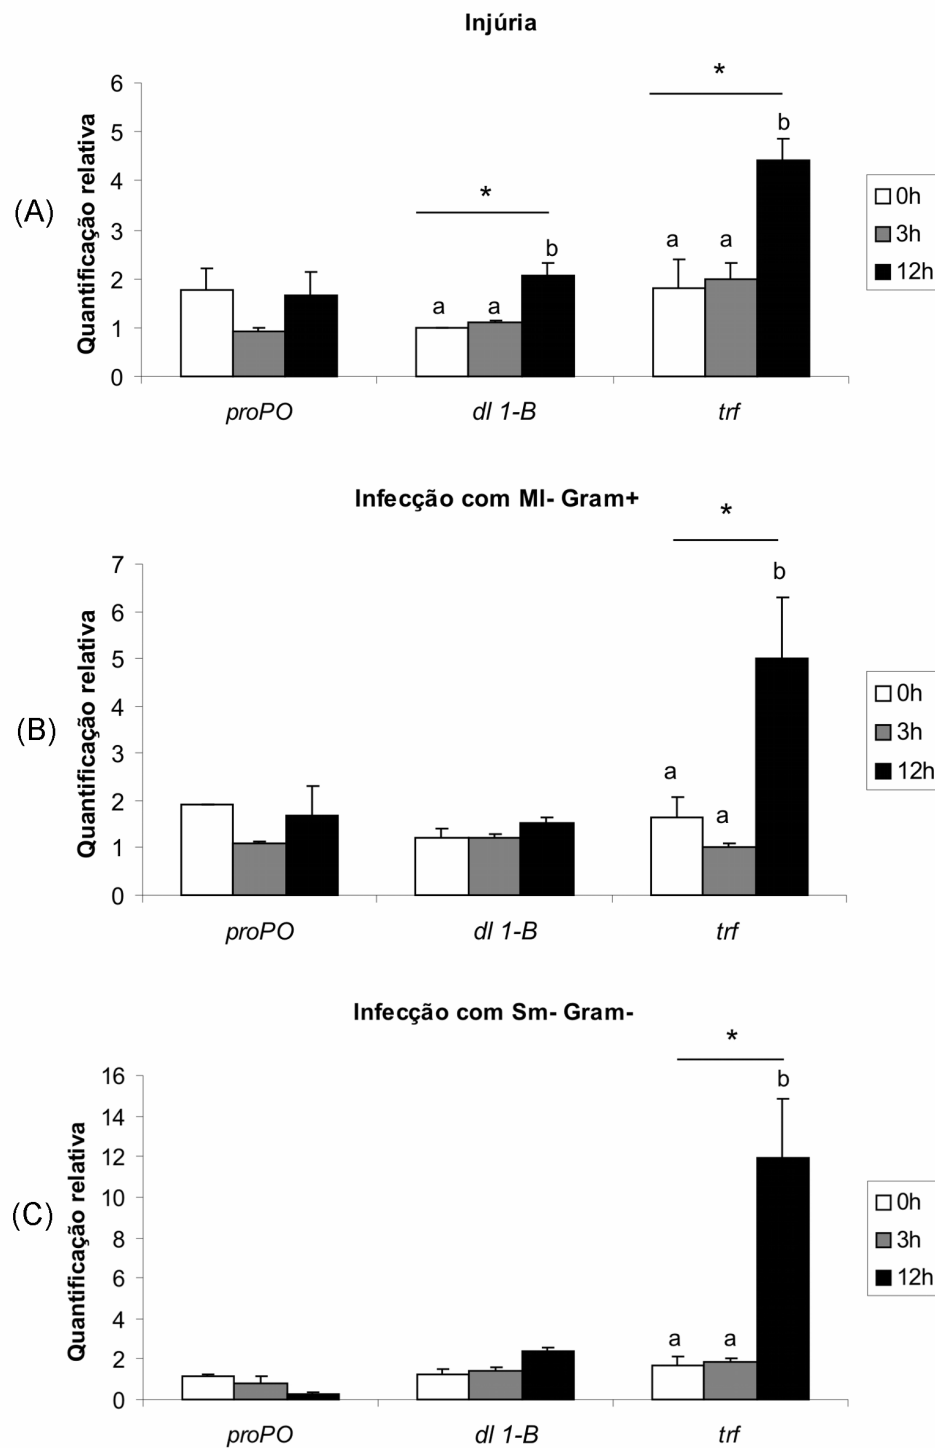 Injúria
*
6
b
5
*
4
0h
(A)
Quantificação relativa
3
b
a
a
3h
2
a
a
12h
1
0
proPO
dl 1-B
trf
Infecção com Ml- Gram+
*
7
b
6
5
0h
(B)
Quantificação relativa
4
3h
3
a
12h
2
a
1
0
proPO
dl 1-B
trf
Infecção com Sm- Gram-
*
16
b
14
12
0h
(C)
Quantificação relativa
10
3h
8
12h
6
4
a
a
2
0
proPO
dl 1-B
trf